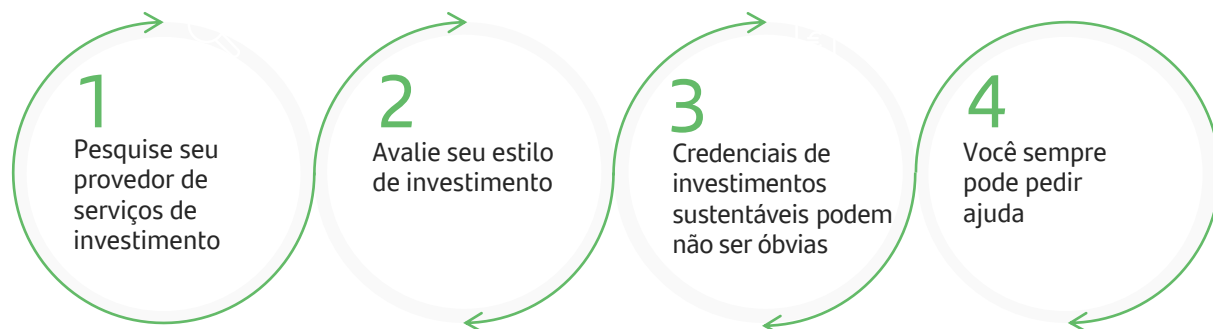 1
Pesquise seu
provedor de
serviços de
investimento
2
Avalie seu estilo
de investimento
3
Credenciais de
investimentos
sustentáveis podem
não ser óbvias
4
Você sempre
pode pedir
ajuda